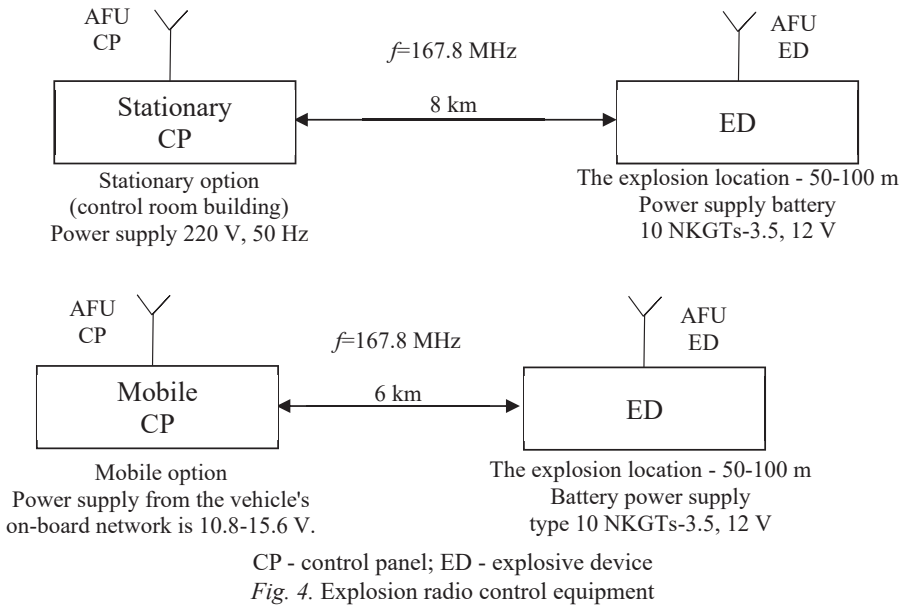 AFU
CP
f=167.8 MHz
AFU
ED
Stationary
CP
8 km
ED
Stationary option
(control room building)
Power supply 220 V, 50 Hz
The explosion location - 50-100 m
Power supply battery
10 NKGTs-3.5, 12 V
AFU
CP
f=167.8 MHz
AFU
ED
Mobile
CP
6 km
ED
Mobile option
Power supply from the vehicle's
on-board network is 10.8-15.6 V.
The explosion location - 50-100 m
Battery power supply
type 10 NKGTs-3.5, 12 V
CP - control panel; ED - explosive device
Fig. 4. Explosion radio control equipment